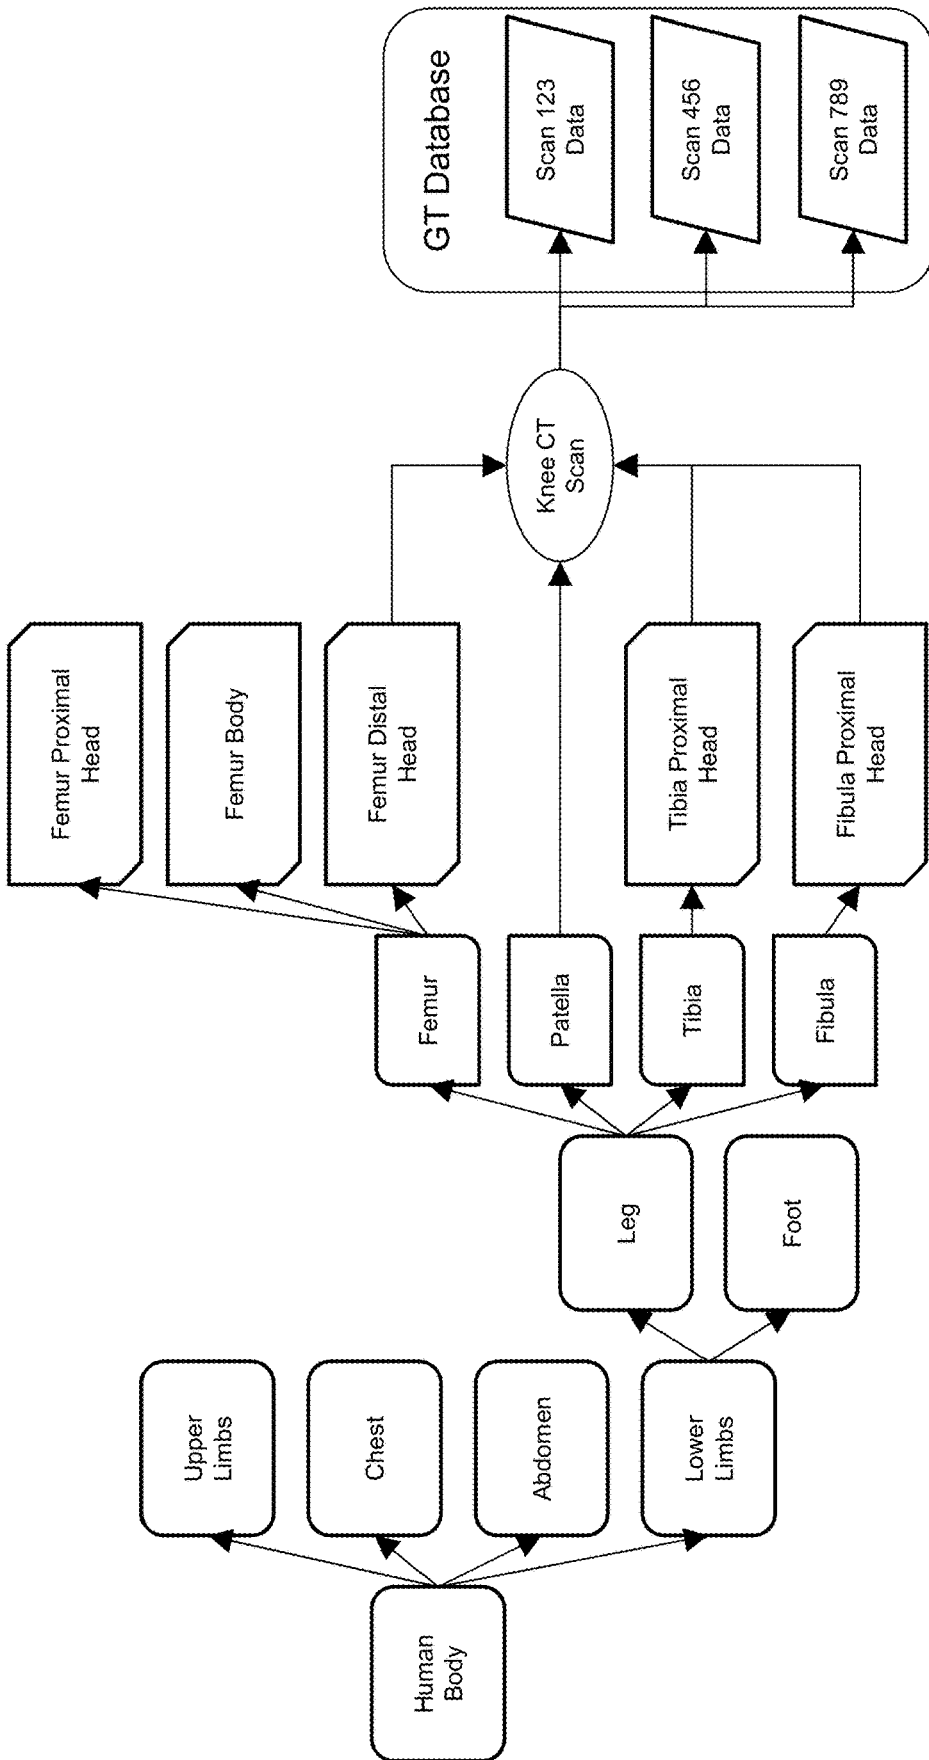 Human
Body
Upper
Limbs
Chest
Abdomen
Lower
Limbs
Leg
Foot
Femur
Patella
Tibia
Fibula
Femur Proximal
Head
Femur Body
Femur Distal
Head
Tibia Proximal
Head
Fibula Proximal
Head
Knee CT
Scan
GT Database
Scan 123
Data
Scan 456
Data
Scan 789
Data